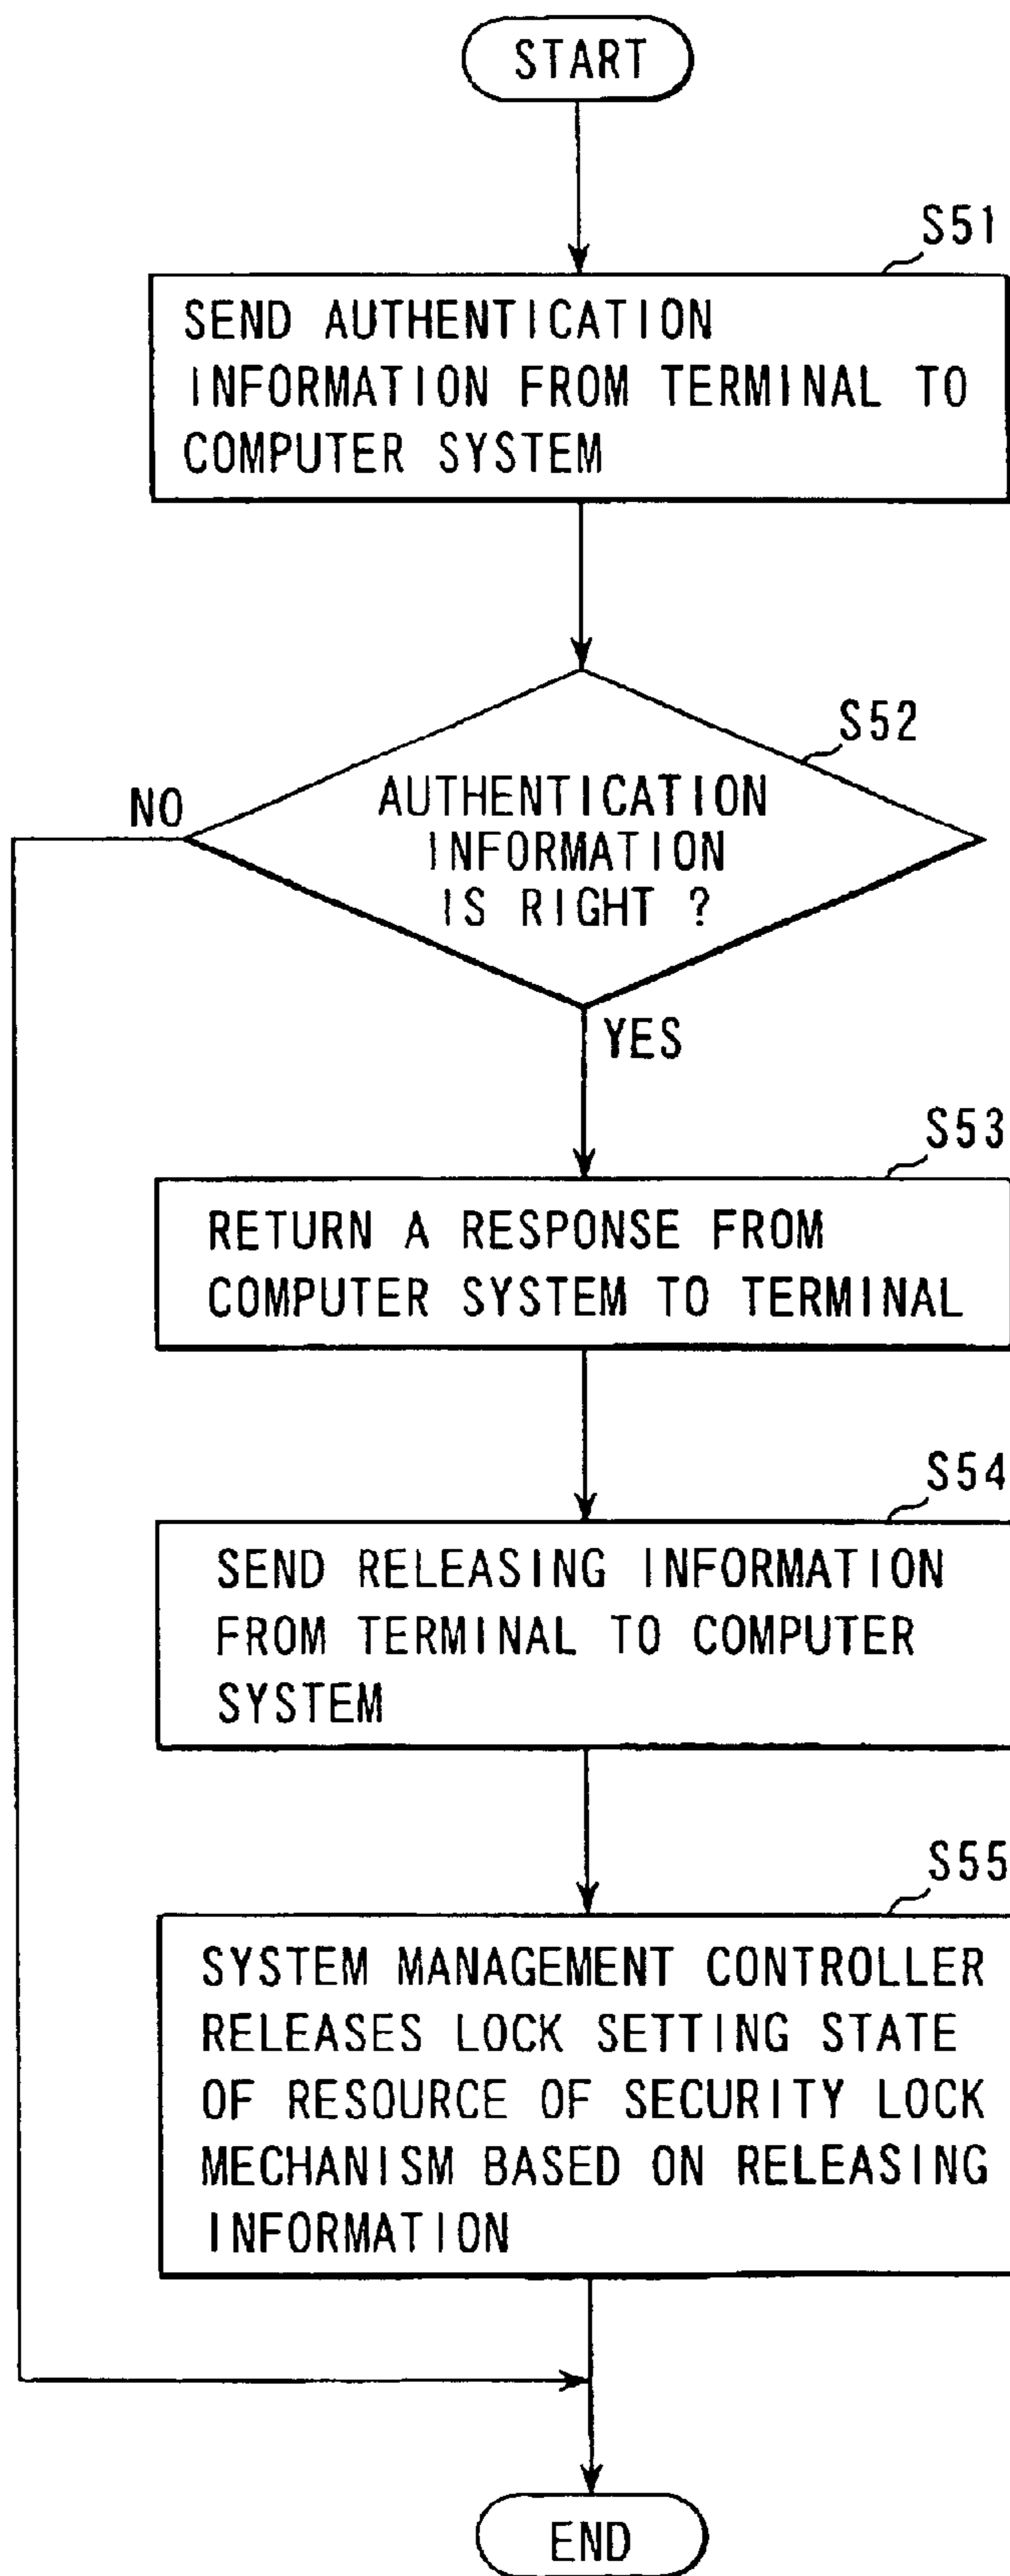 START
S51
SEND AUTHENTICATION
INFORMATION FROM TERMINAL TO
COMPUTER SYSTEM
S52
NO
AUTHENTICATION
INFORMATION
IS RIGHT ?
YES
S53
RETURN A RESPONSE FROM
COMPUTER SYSTEM TO TERMINAL
S54
SEND RELEASING INFORMATION
FROM TERMINAL TO COMPUTER
SYSTEM
S55
SYSTEM MANAGEMENT CONTROLLER
RELEASES LOCK SETTING STATE
OF RESOURCE OF SECURITY LOCK
MECHANISM BASED ON RELEASING
INFORMATION
END